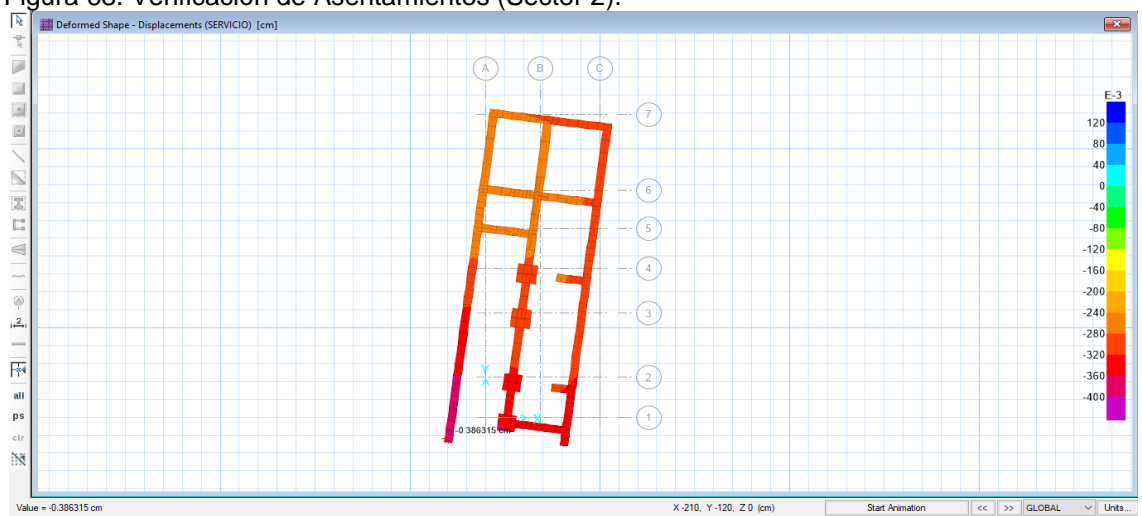 Figura 68. Verificación de Asentamientos (Sector 2).
Deformed Shape - Displacements (SERVICIO) [cm]
A B C
7
6
5
4
3
2
1
Y
X
-0.386315 cm
E-3
120
80
40
0
-40
-80
-120
-160
-200
-240
-280
-320
-360
-400
2
all
ps
clr
Value = -0.386315 cm
X -210, Y -120, Z 0 (cm)
Start Animation
<<
>>
GLOBAL
Units...